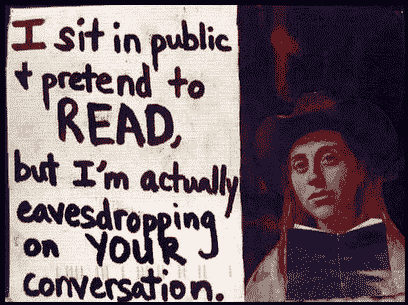 I sit in public
+ pretend to
READ,
but I'm actually
eavesdropping
on YOUR
conversation.